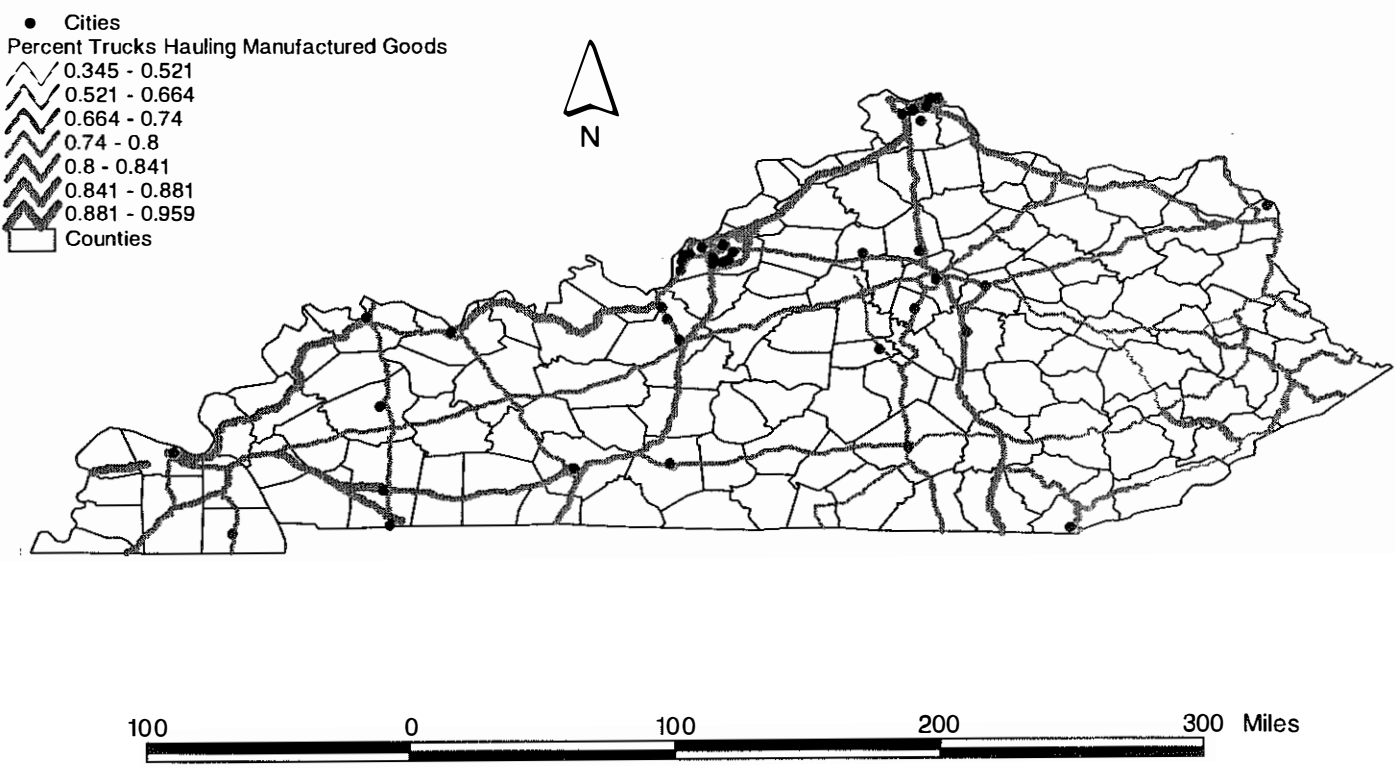 Cities
Percent Trucks Hauling Manufactured Goods
0.345 - 0.521
0.521 - 0.664
0.664 - 0.74
0.74 - 0.8
0.8 - 0.841
0.841 - 0.881
0.881 - 0.959
Counties
N
100 0 100 200 300 Miles